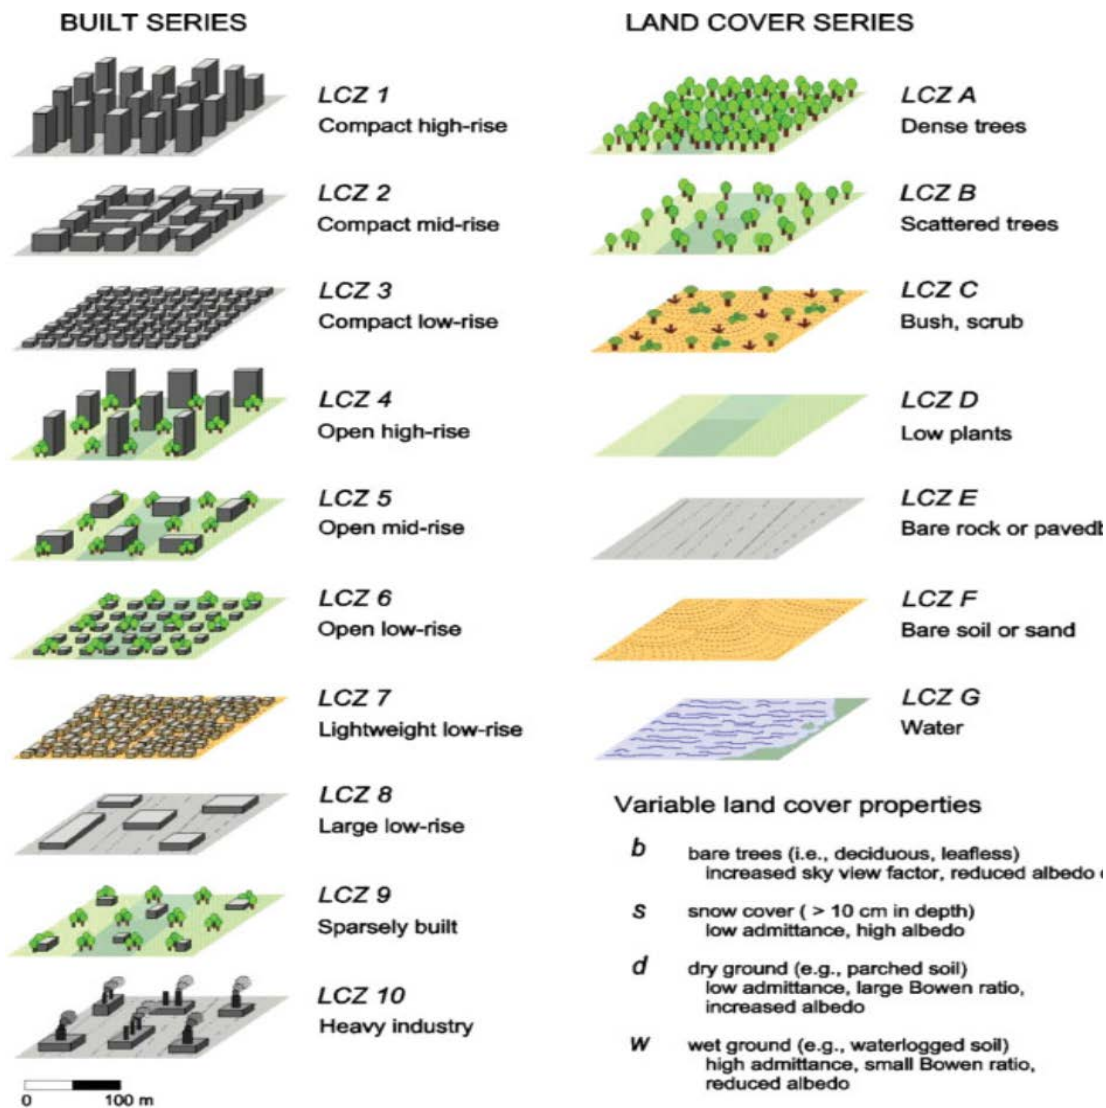 BUILT SERIES
LCZ 1
Compact high-rise
LCZ 2
Compact mid-rise
LCZ 3
Compact low-rise
LCZ 4
Open high-rise
LCZ 5
Open mid-rise
LCZ 6
Open low-rise
LCZ 7
Lightweight low-rise
LCZ 8
Large low-rise
LCZ 9
Sparsely built
LCZ 10
Heavy industry
0 100 m
LAND COVER SERIES
LCZ A
Dense trees
LCZ B
Scattered trees
LCZ C
Bush, scrub
LCZ D
Low plants
LCZ E
Bare rock or paved
LCZ F
Bare soil or sand
LCZ G
Water
Variable land cover properties
b bare trees (i.e., deciduous, leafless)
increased sky view factor, reduced albedo
s snow cover ( > 10 cm in depth)
low admittance, high albedo
d dry ground (e.g., parched soil)
low admittance, large Bowen ratio,
increased albedo
w wet ground (e.g., waterlogged soil)
high admittance, small Bowen ratio,
reduced albedo